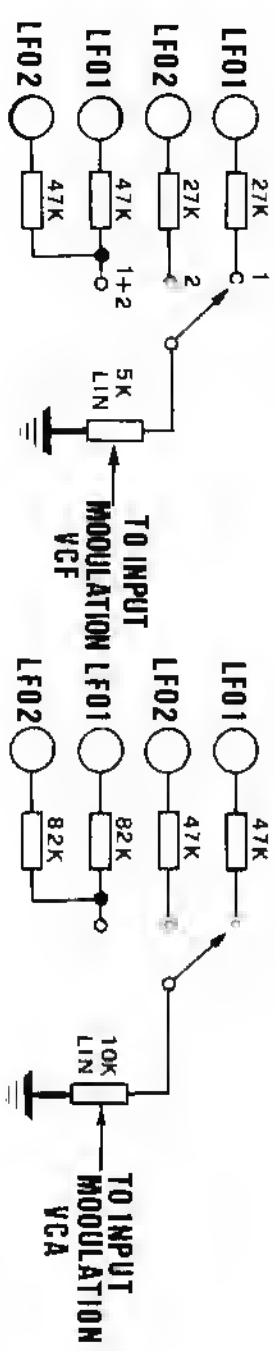 LFO1
27K
1
LFO2
27K
2
LFO1
47K
1+2
LFO2
47K
5K
LIN
TO INPUT
MODULATION
VCF
LFO1
47K
LFO2
47K
LFO1
82K
LFO2
82K
10K
LIN
TO INPUT
MODULATION
VCA